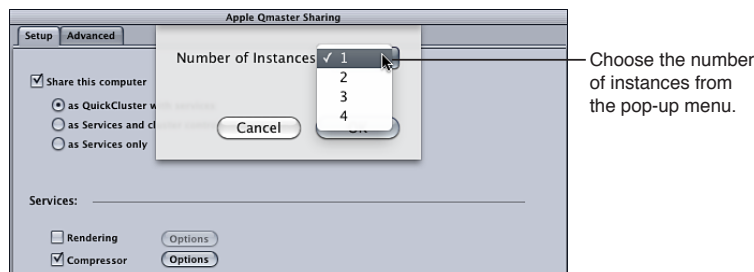 Apple Qmaster Sharing
Setup Advanced
Number of Instances ✓ 1
2
3
4
Cancel
Share this computer
as QuickCluster
as Services and
as Services only
Services:
Rendering Options
Compressor Options
Choose the number
of instances from
the pop-up menu.